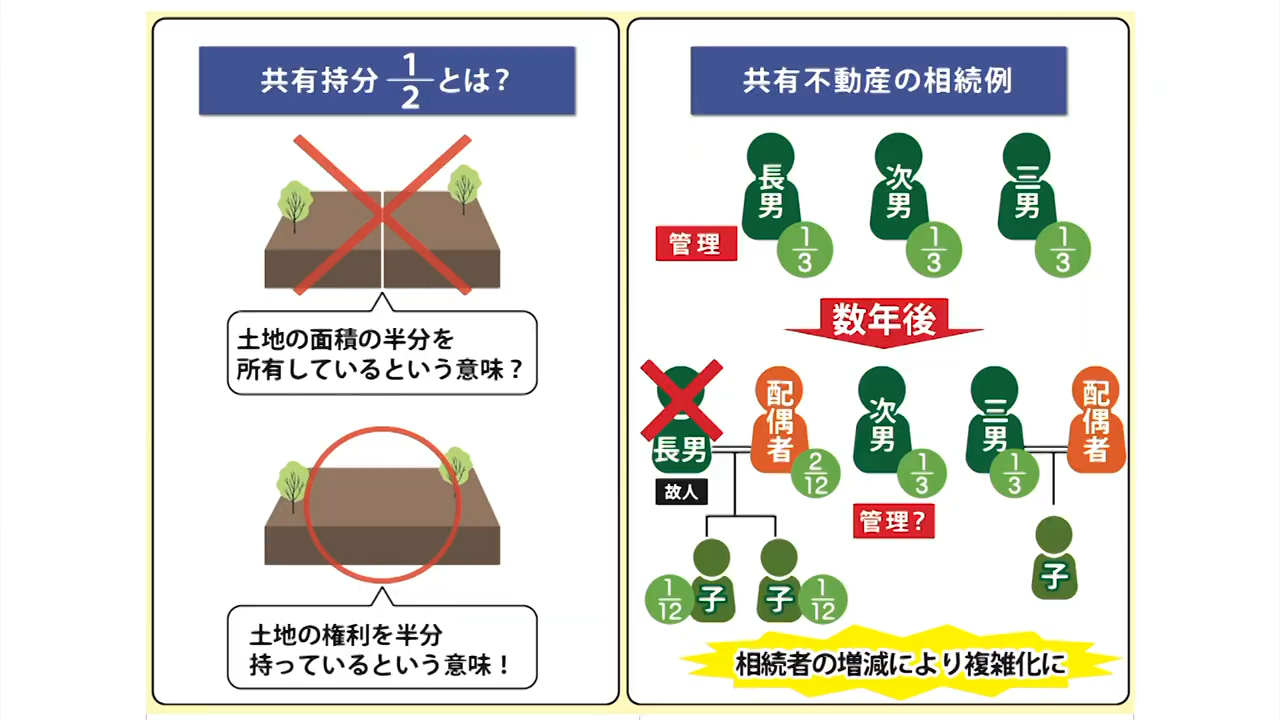 共有持分1/2とは?
土地の面積の半分を
所有しているという意味?
土地の権利を半分
持っているという意味!
共有不動産の相続例
長男
次男
三男
管理
1/3
1/3
1/3
数年後
長男
配偶者
次男
三男
配偶者
2/12
1/3
1/3
故人
管理?
子
子
子
1/12
1/12
相続者の増減により複雑化に